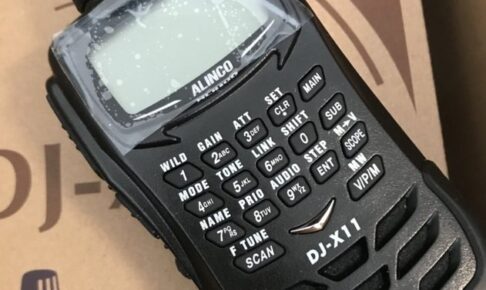 ALINCO
WILD GAIN ATT SET
1 2ABC 3DEF CLR MAIN
MODE TONE LINK SHIFT
4GHI 5JKL 6MNO 0 SUB
NAME PRIO AUDIO STEP M►V
7PQRS 8TUV 9WXYZ ENT SCOPE
F TUNE MW
SCAN V/P/M
DJ-X11
DJ-X